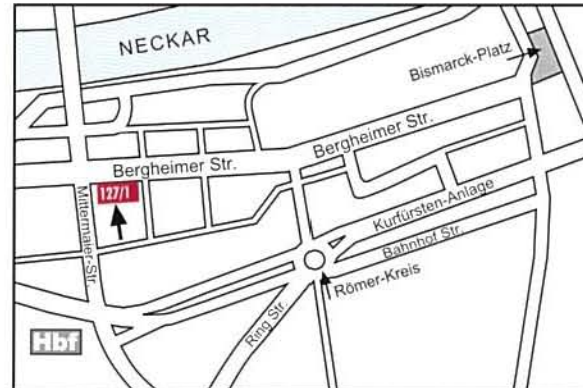 NECKAR
Bismarck-Platz
Bergheimer Str.
Bergheimer Str.
127/1
Mittermaier-Str.
Kurfürsten-Anlage
Bahnhof Str.
Römer-Kreis
Ring Str.
Hbf